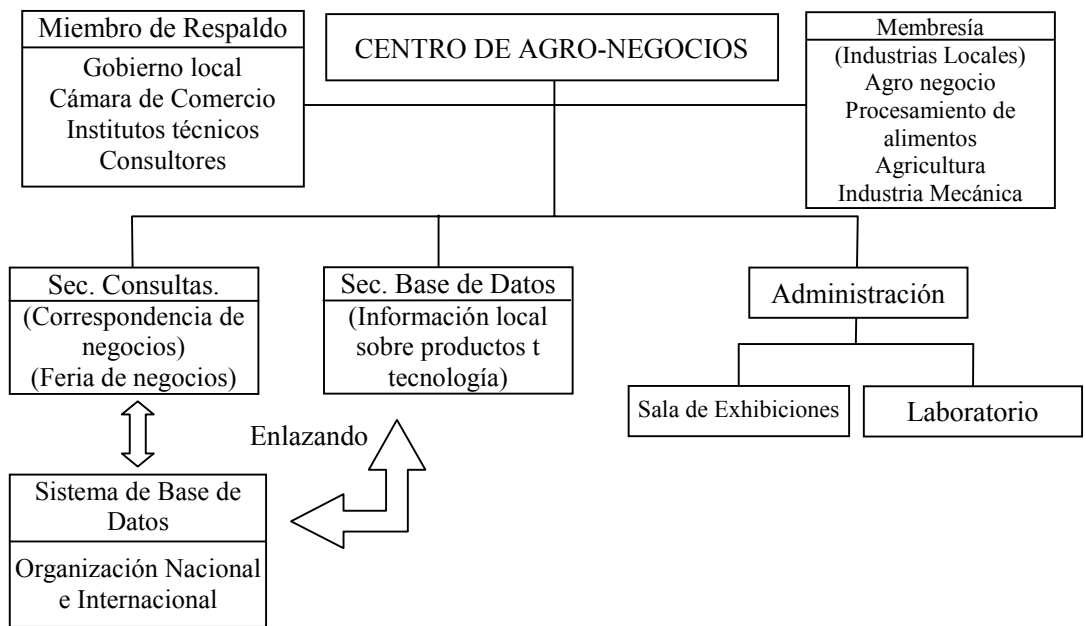 Miembro de Respaldo
Gobierno local
Cámara de Comercio
Institutos técnicos
Consultores
CENTRO DE AGRO-NEGOCIOS
Membresía
(Industrias Locales)
Agro negocio
Procesamiento de
alimentos
Agricultura
Industria Mecánica
Sec. Consultas.
(Correspondencia de
negocios)
(Feria de negocios)
Sec. Base de Datos
(Información local
sobre productos t
tecnología)
Administración
Sala de Exhibiciones
Laboratorio
Enlazando
Sistema de Base de
Datos
Organización Nacional
e Internacional